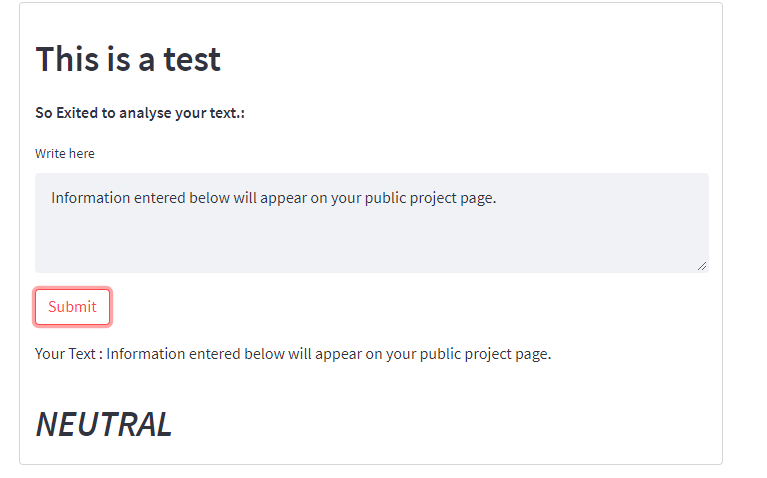 This is a test
So Exited to analyse your text.:
Write here
Information entered below will appear on your public project page.
Submit
Your Text : Information entered below will appear on your public project page.
NEUTRAL